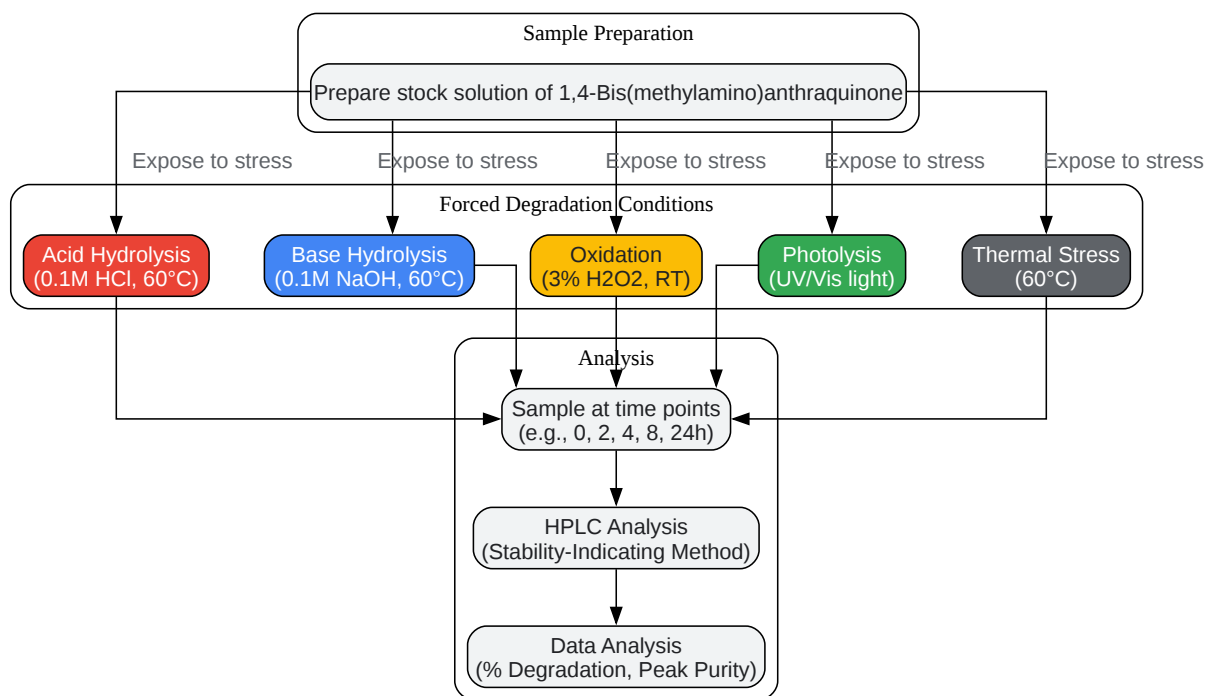 Sample Preparation
Prepare stock solution of 1,4-Bis(methylamino)anthraquinone
Expose to stress
Expose to stress
Expose to stress
Expose to stress
Expose to stress
Forced Degradation Conditions
Acid Hydrolysis
(0.1M HCl, 60°C)
Base Hydrolysis
(0.1M NaOH, 60°C)
Oxidation
(3% H2O2, RT)
Photolysis
(UV/Vis light)
Thermal Stress
(60°C)
Analysis
Sample at time points
(e.g., 0, 2, 4, 8, 24h)
HPLC Analysis
(Stability-Indicating Method)
Data Analysis
(% Degradation, Peak Purity)